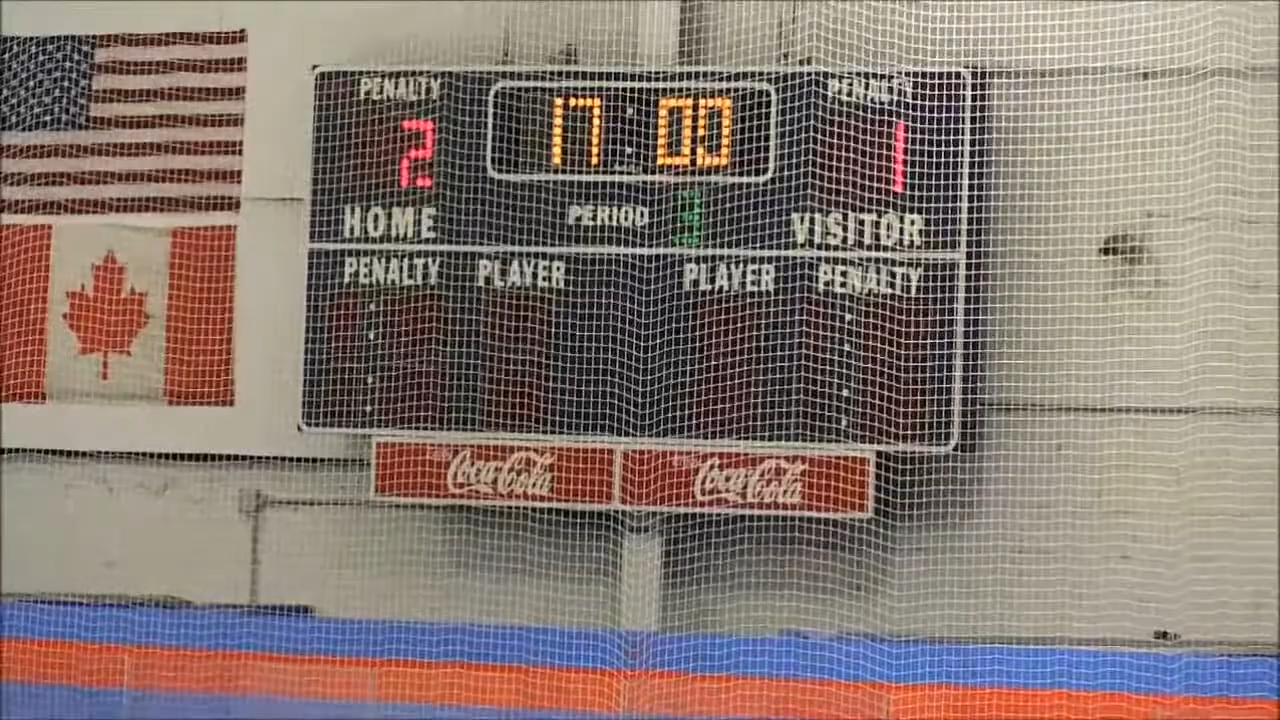 PENALTY PENALTY
2 17:00 1
HOME PERIOD 3 VISITOR
PENALTY PLAYER PLAYER PENALTY
Coca-Cola Coca-Cola